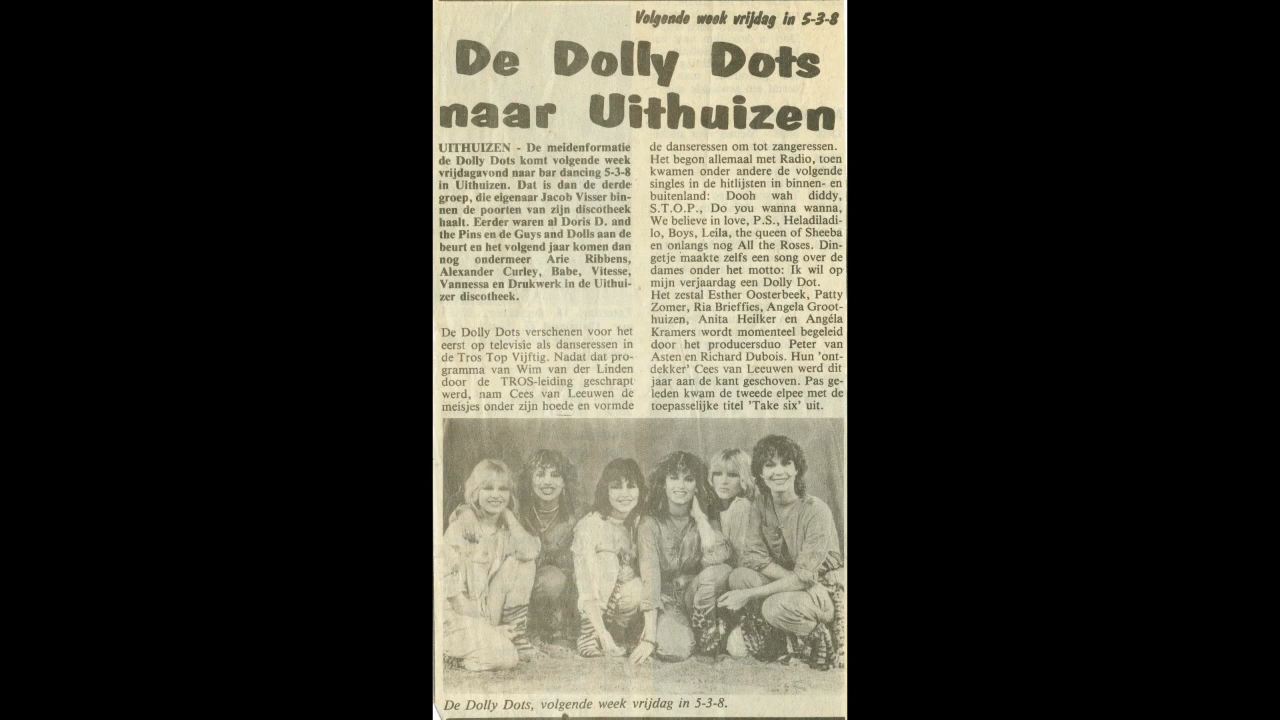 Volgende week vrijdag in 5-3-8
De Dolly Dots
naar Uithuizen
UITHUIZEN - De meidenformatie
de Dolly Dots komt volgende week
vrijdagavond naar bar dancing 5-3-8
in Uithuizen. Dat is dan de derde
groep, die eigenaar Jacob Visser bin-
nen de poorten van zijn discotheek
haalt. Eerder waren al Doris D. and
the Pins en de Guys and Dolls aan de
beurt en het volgend jaar komen dan
nog ondermeer Arie Ribbens,
Alexander Curley, Babe, Vitesse,
Vannessa en Drukwerk in de Uithui-
zer discotheek.
De Dolly Dots verschenen voor het
eerst op televisie als danseressen in
de Tros Top Vijftig. Nadat dat pro-
gramma van Wim van der Linden
door de TROS-leiding geschrapt
werd, nam Cees van Leeuwen de
meisjes onder zijn hoede en vormde
de danseressen om tot zangeressen.
Het begon allemaal met Radio, toen
kwamen onder andere de volgende
singles in de hitlijsten in binnen- en
buitenland: Dooh wah diddy,
S.T.O.P., Do you wanna wanna,
We believe in love, P.S., Heladiladi-
lo, Boys, Leila, the queen of Sheeba
en onlangs nog All the Roses. Din-
getje maakte zelfs een song over de
dames onder het motto: Ik wil op
mijn verjaardag een Dolly Dot.
Het zestal Esther Oosterbeek, Patty
Zomer, Ria Brieffies, Angela Groot-
huizen, Anita Heilker en Angéla
Kramers wordt momenteel begeleid
door het producersduo Peter van
Asten en Richard Dubois. Hun 'ont-
dekker' Cees van Leeuwen werd dit
jaar aan de kant geschoven. Pas ge-
leden kwam de tweede elpee met de
toepasselijke titel 'Take six' uit.
De Dolly Dots, volgende week vrijdag in 5-3-8.